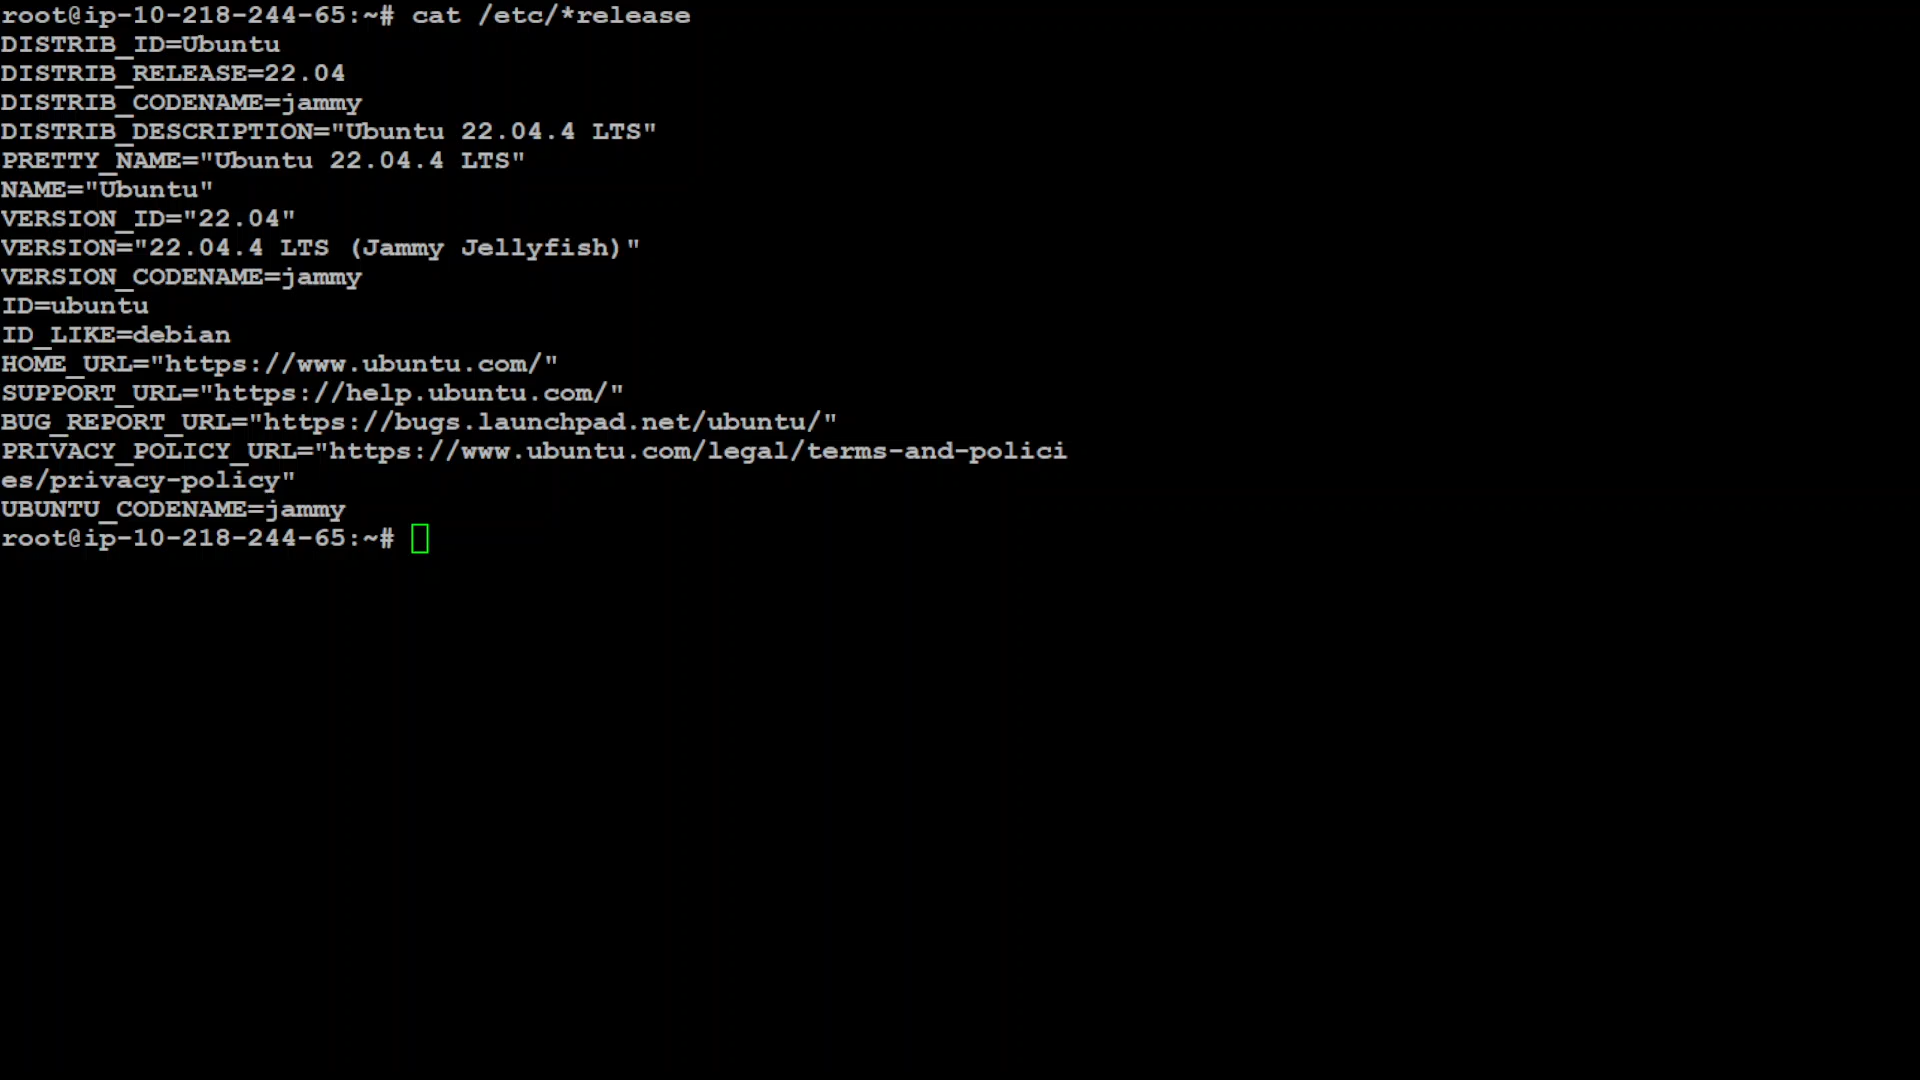 root@ip-10-218-244-65:~# cat /etc/*release
DISTRIB_ID=Ubuntu
DISTRIB_RELEASE=22.04
DISTRIB_CODENAME=jammy
DISTRIB_DESCRIPTION="Ubuntu 22.04.4 LTS"
PRETTY_NAME="Ubuntu 22.04.4 LTS"
NAME="Ubuntu"
VERSION_ID="22.04"
VERSION="22.04.4 LTS (Jammy Jellyfish)"
VERSION_CODENAME=jammy
ID=ubuntu
ID_LIKE=debian
HOME_URL="https://www.ubuntu.com/"
SUPPORT_URL="https://help.ubuntu.com/"
BUG_REPORT_URL="https://bugs.launchpad.net/ubuntu/"
PRIVACY_POLICY_URL="https://www.ubuntu.com/legal/terms-and-polici
es/privacy-policy"
UBUNTU_CODENAME=jammy
root@ip-10-218-244-65:~#